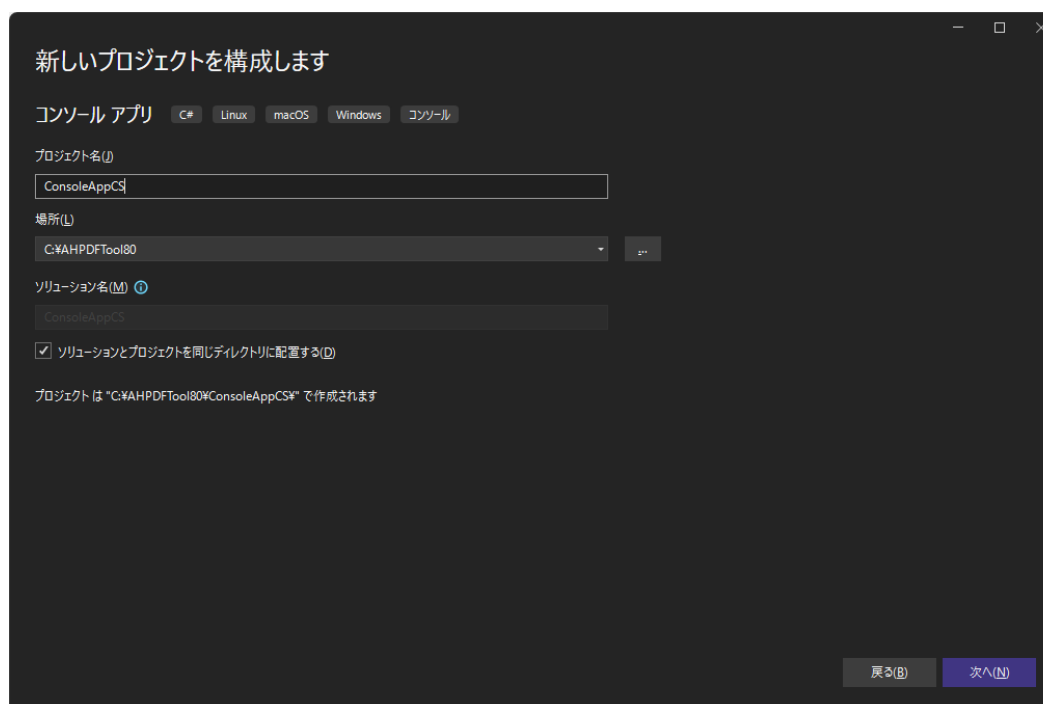 新しいプロジェクトを構成します
コンソール アプリ C# Linux macOS Windows コンソール
プロジェクト名(J)
ConsoleAppCS
場所(L)
C:¥AHPDFTool80
...
ソリューション名(M)
ConsoleAppCS
ソリューションとプロジェクトを同じディレクトリに配置する(D)
プロジェクト は "C:¥AHPDFTool80¥ConsoleAppCS¥" で作成されます
戻る(B) 次へ(N)